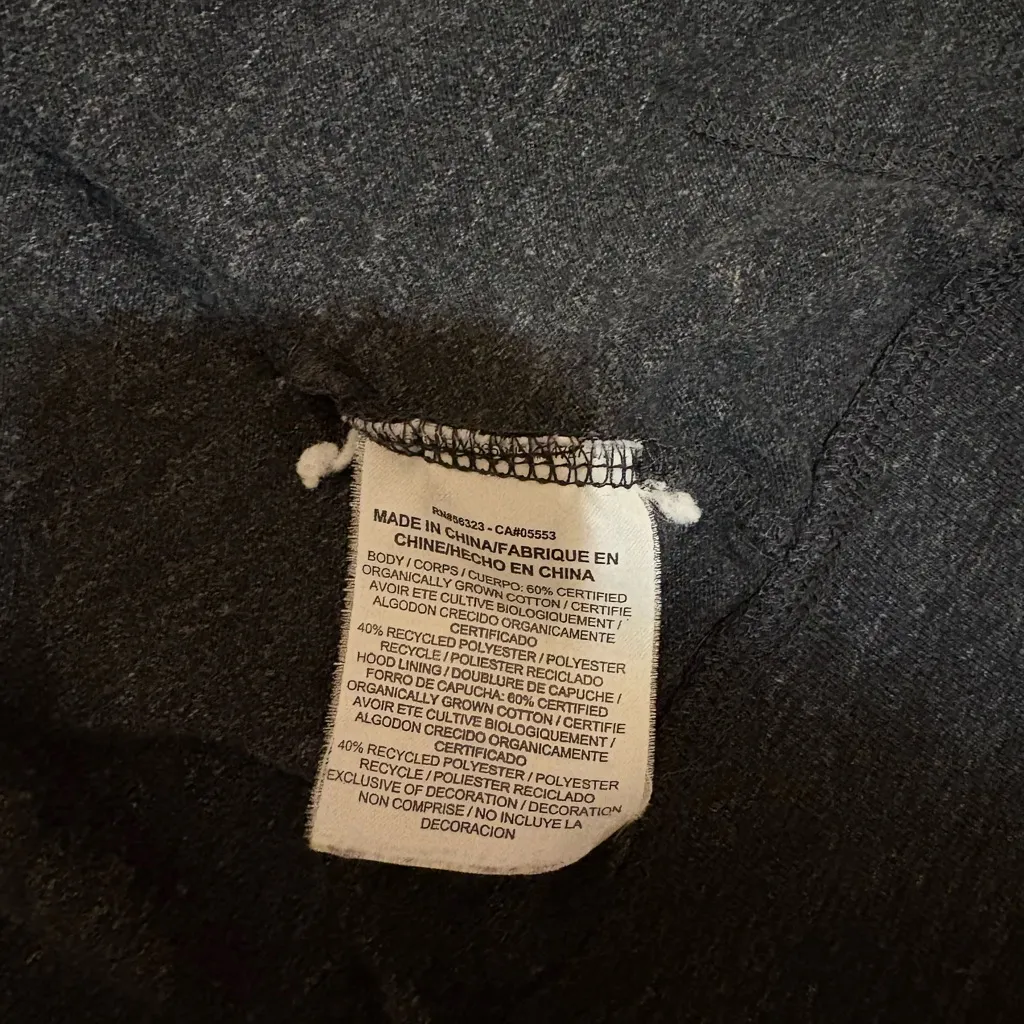 RN#56323 - CA#05553
MADE IN CHINA/FABRIQUE EN
CHINE/HECHO EN CHINA
BODY / CORPS / CUERPO: 60% CERTIFIED
ORGANICALLY GROWN COTTON / CERTIFIE
AVOIR ETE CULTIVE BIOLOGIQUEMENT /
ALGODON CRECIDO ORGANICAMENTE
CERTIFICADO
40% RECYCLED POLYESTER / POLYESTER
RECYCLE / POLIESTER RECICLADO
HOOD LINING / DOUBLURE DE CAPUCHE /
FORRO DE CAPUCHA: 60% CERTIFIED
ORGANICALLY GROWN COTTON / CERTIFIE
AVOIR ETE CULTIVE BIOLOGIQUEMENT /
ALGODON CRECIDO ORGANICAMENTE
CERTIFICADO
40% RECYCLED POLYESTER / POLYESTER
RECYCLE / POLIESTER RECICLADO
EXCLUSIVE OF DECORATION / DECORATION
NON COMPRISE / NO INCLUYE LA
DECORACION